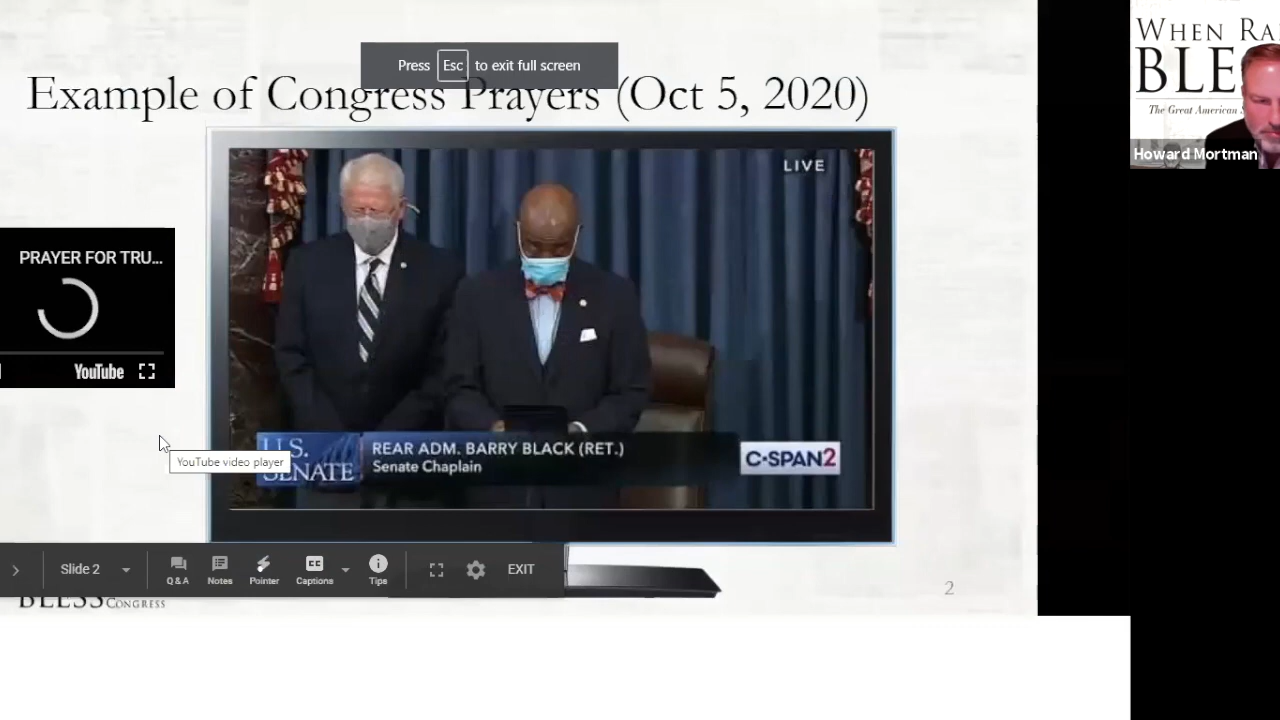 Press Esc to exit full screen
Example of Congress Prayers (Oct 5, 2020)
LIVE
PRAYER FOR TRU...
YouTube
YouTube video player
U.S.
SENATE
REAR ADM. BARRY BLACK (RET.)
Senate Chaplain
C-SPAN2
Slide 2
Q & A
Notes
CC
Pointer
Captions
Tips
EXIT
BLESS CONGRESS
2
WHEN RA
BLE
The Great American
Howard Mortman